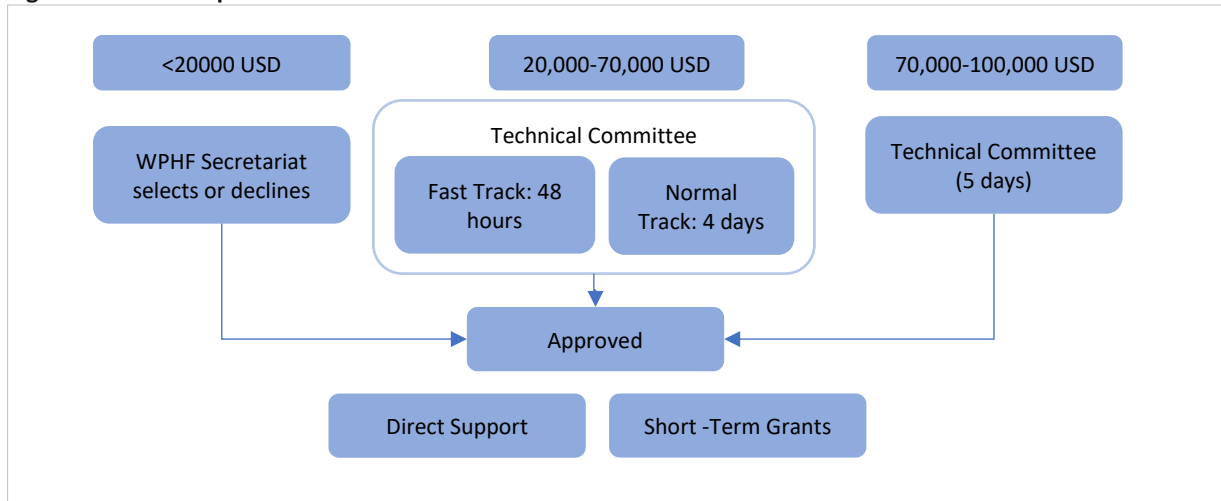 <20000 USD
20,000-70,000 USD
70,000-100,000 USD
WPHF Secretariat
selects or declines
Technical Committee
Fast Track: 48
hours
Normal
Track: 4 days
Technical Committee
(5 days)
Approved
Direct Support
Short -Term Grants